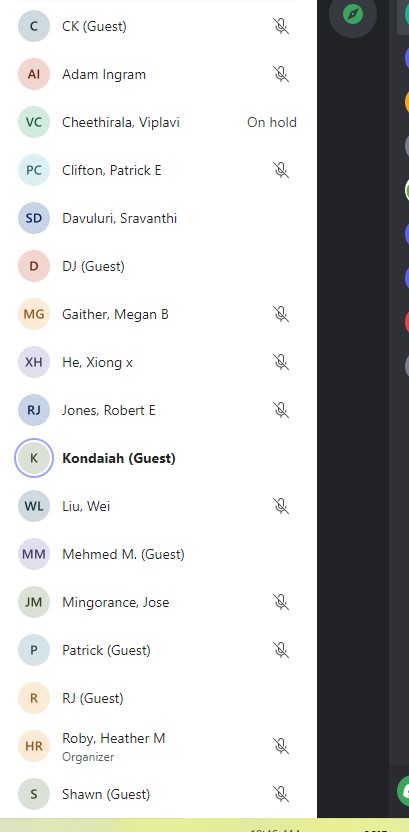 C CK (Guest)
AI Adam Ingram
VC Cheethirala, Viplavi On hold
PC Clifton, Patrick E
SD Davuluri, Sravanthi
D DJ (Guest)
MG Gaither, Megan B
XH He, Xiong x
RJ Jones, Robert E
K Kondaiah (Guest)
WL Liu, Wei
MM Mehmed M. (Guest)
JM Mingorance, Jose
P Patrick (Guest)
R RJ (Guest)
HR Roby, Heather M
Organizer
S Shawn (Guest)